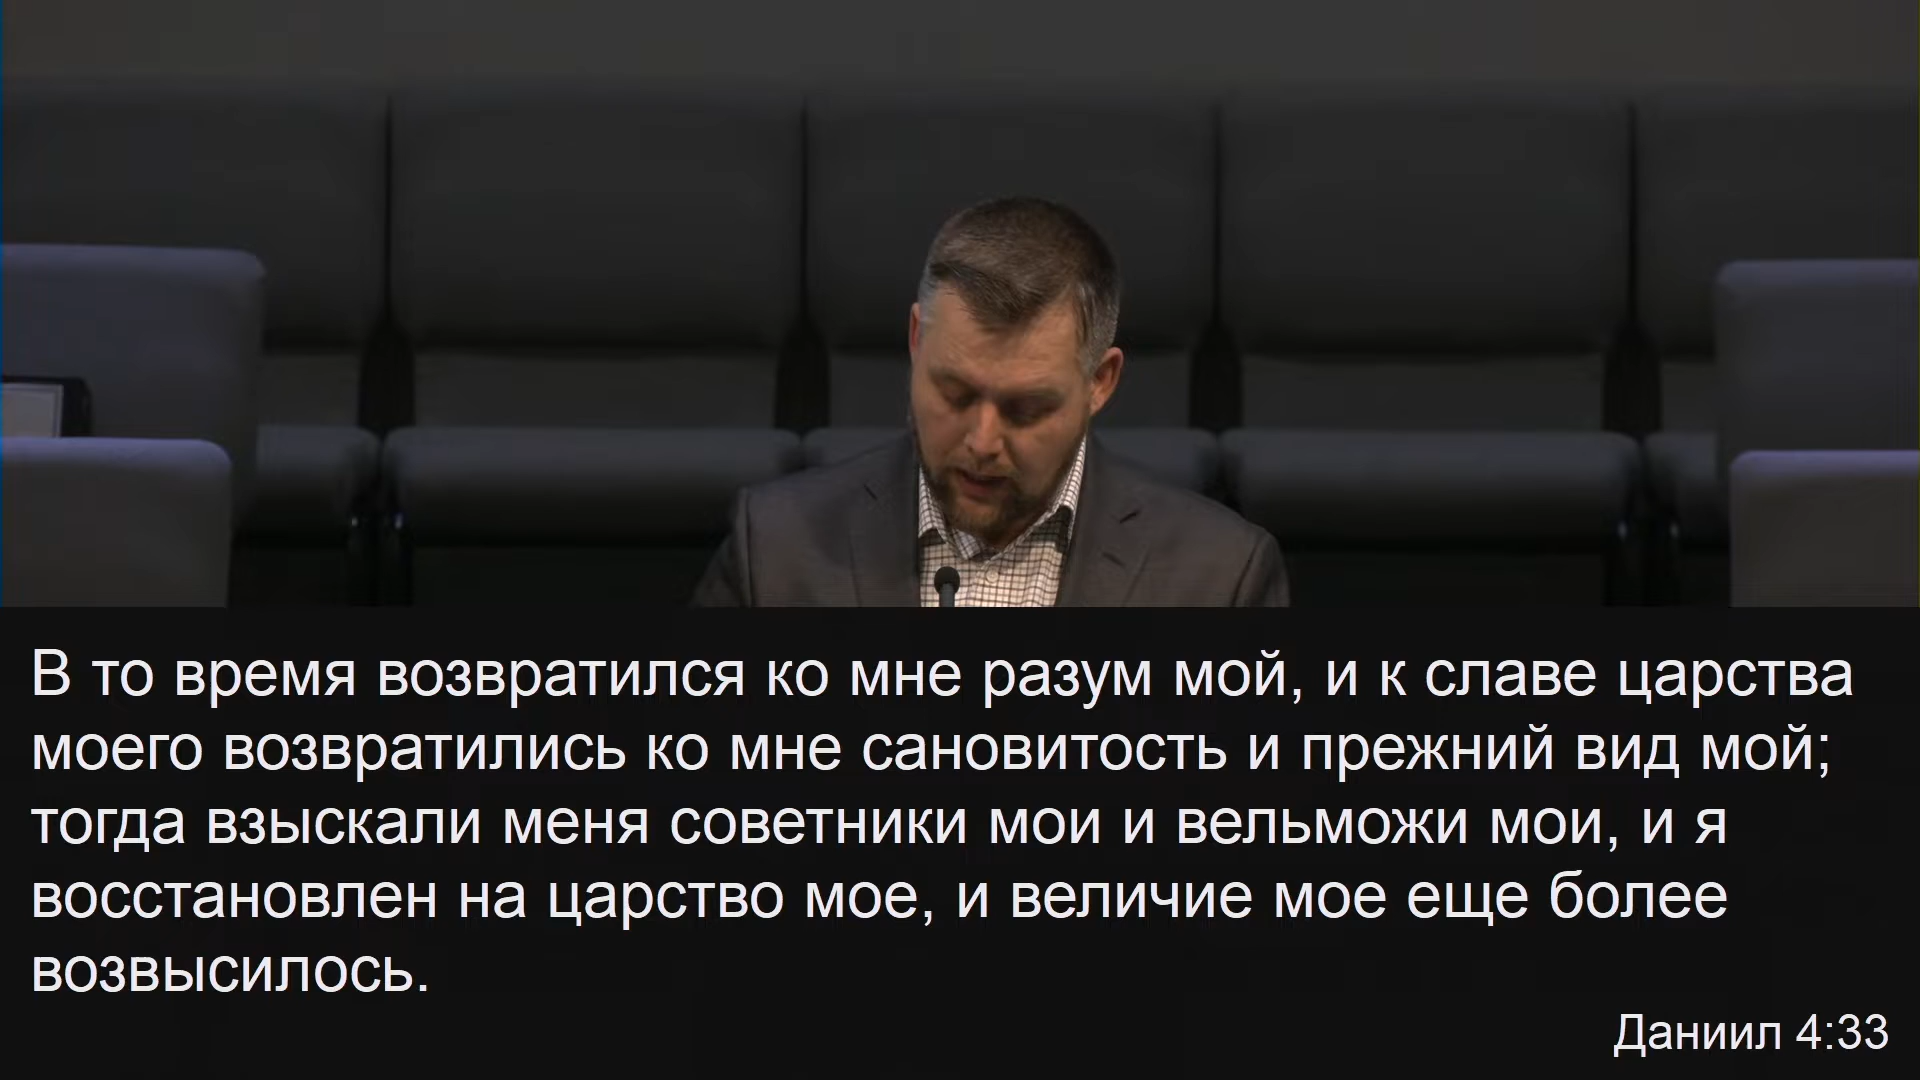 В то время возвратился ко мне разум мой, и к славе царства
моего возвратились ко мне сановитость и прежний вид мой;
тогда взыскали меня советники мои и вельможи мои, и я
восстановлен на царство мое, и величие мое еще более
возвысилось.
Даниил 4:33